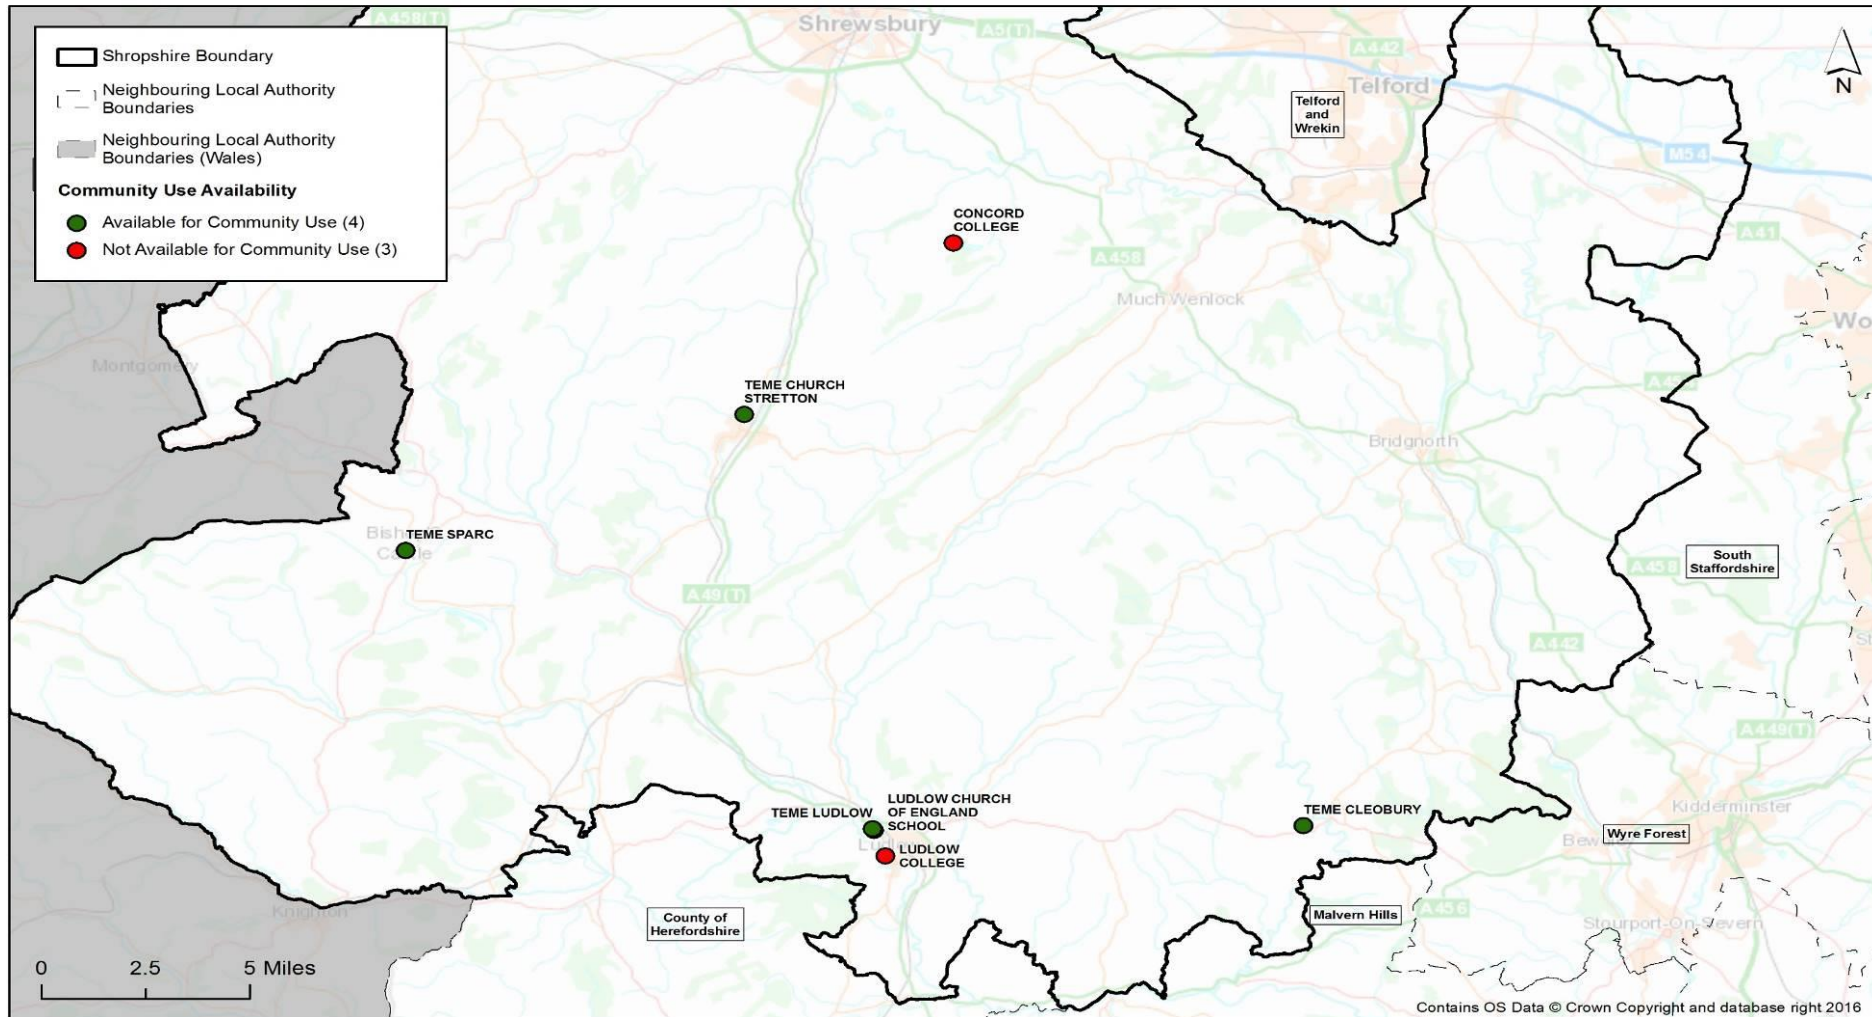 Shropshire Boundary
Neighbouring Local Authority
Boundaries
Neighbouring Local Authority
Boundaries (Wales)
Community Use Availability
Available for Community Use (4)
Not Available for Community Use (3)
A458(T)
Shrewsbury
A5(T)
A442
Telford
N
Telford
and
Wrekin
M54
CONCORD
COLLEGE
A458
A41
Much Wenlock
Wo
Montgomery
TEME CHURCH
STRETTON
Bridgnorth
TEME SPARC
A49(T)
A458
South
Staffordshire
A442
A449(T)
TEME LUDLOW
LUDLOW CHURCH
OF ENGLAND
SCHOOL
LUDLOW
COLLEGE
TEME CLEOBURY
Kidderminster
Wyre Forest
Knighton
County of
Herefordshire
Malvern Hills
A456
Stourport-On-Severn
0 2.5 5 Miles
Contains OS Data © Crown Copyright and database right 2016